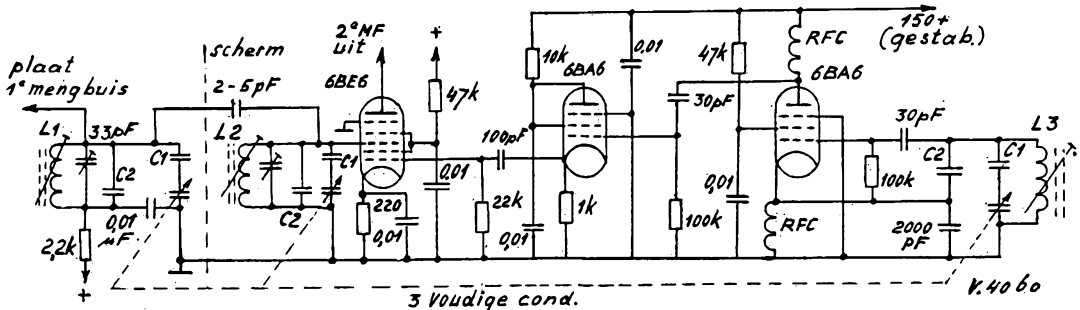 plaat
1ᵉ mengbuis
scherm
2ᵉ MF
uit
+
150+
(gestab.)
2-5pF
6BE6
47k
10k
0,01
47k
RFC
6BA6
6BA6
L1
33pF
C1
C2
L2
C1
C2
100pF
30pF
30pF
L3
C2
C1
0,01
µF
2,2k
+
220
0,01
0,01
22k
0,01
1k
100k
0,01
RFC
100k
2000
pF
3 voudige cond.
V.4060